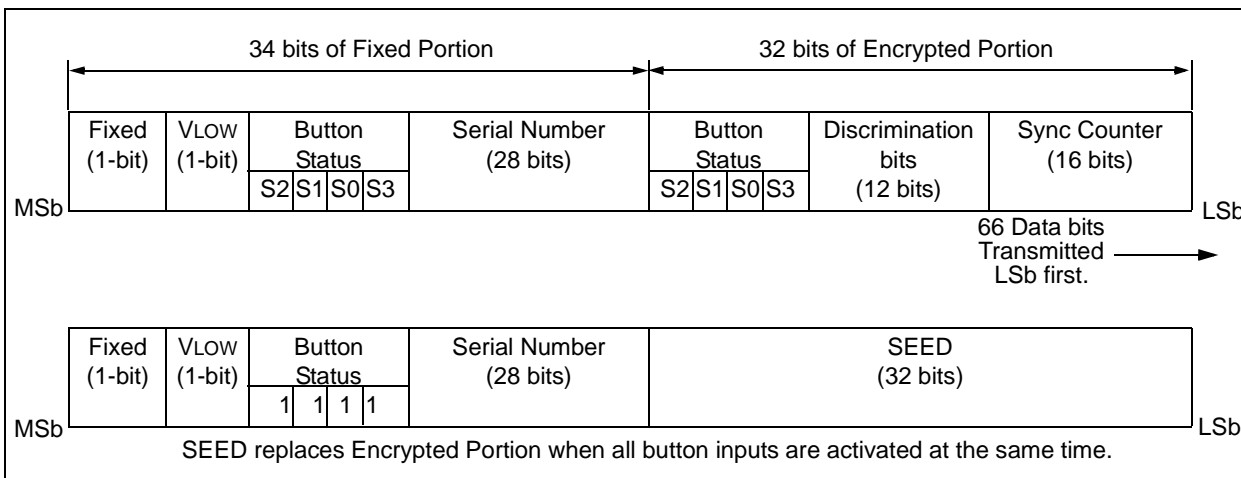 34 bits of Fixed Portion
32 bits of Encrypted Portion
Fixed
(1-bit)
VLOW
(1-bit)
Button
Status
S2 S1 S0 S3
Serial Number
(28 bits)
Button
Status
S2 S1 S0 S3
Discrimination
bits
(12 bits)
Sync Counter
(16 bits)
MSb
LSb
66 Data bits
Transmitted
LSb first.
Fixed
(1-bit)
VLOW
(1-bit)
Button
Status
1 1 1 1
Serial Number
(28 bits)
SEED
(32 bits)
MSb
LSb
SEED replaces Encrypted Portion when all button inputs are activated at the same time.